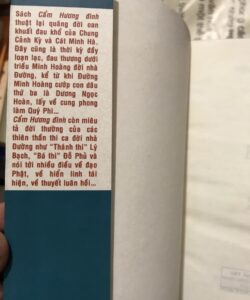 Sách Cẩm Hương đình
thuật lại quãng đời oan
khuất đau khổ của Chung
Cảnh Kỳ và Cát Minh Hà.
Đây cũng là thời kỳ đầy
loạn lạc, đau thương dưới
triều Minh Hoàng đời nhà
Đường, kể từ khi Đường
Minh Hoàng cướp con dâu
thứ ba là Dương Ngọc
Hoàn, lấy về cung phong
làm Quý Phi...
Cẩm Hương đình còn miêu
tả đời thường của các
thiên thần thi ca đời nhà
Đường như "Thánh thi" Lý
Bạch, "Bá thi" Đỗ Phủ và
nói tới nhiều điều về đạo
Phật, về hiển linh tái
hiện, về thuyết luân hồi...